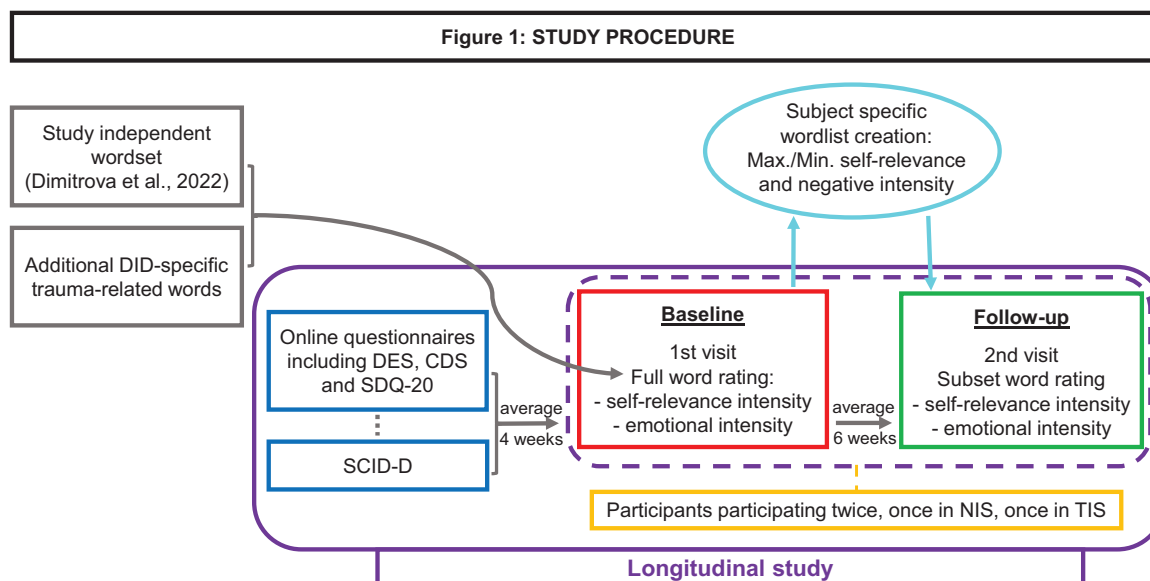 Figure 1: STUDY PROCEDURE
Study independent
wordset
(Dimitrova et al., 2022)
Additional DID-specific
trauma-related words
Subject specific
wordlist creation:
Max./Min. self-relevance
and negative intensity
Online questionnaires
including DES, CDS
and SDQ-20
SCID-D
average
4 weeks
Baseline
1st visit
Full word rating:
- self-relevance intensity
- emotional intensity
average
6 weeks
Follow-up
2nd visit
Subset word rating
- self-relevance intensity
- emotional intensity
Participants participating twice, once in NIS, once in TIS
Longitudinal study